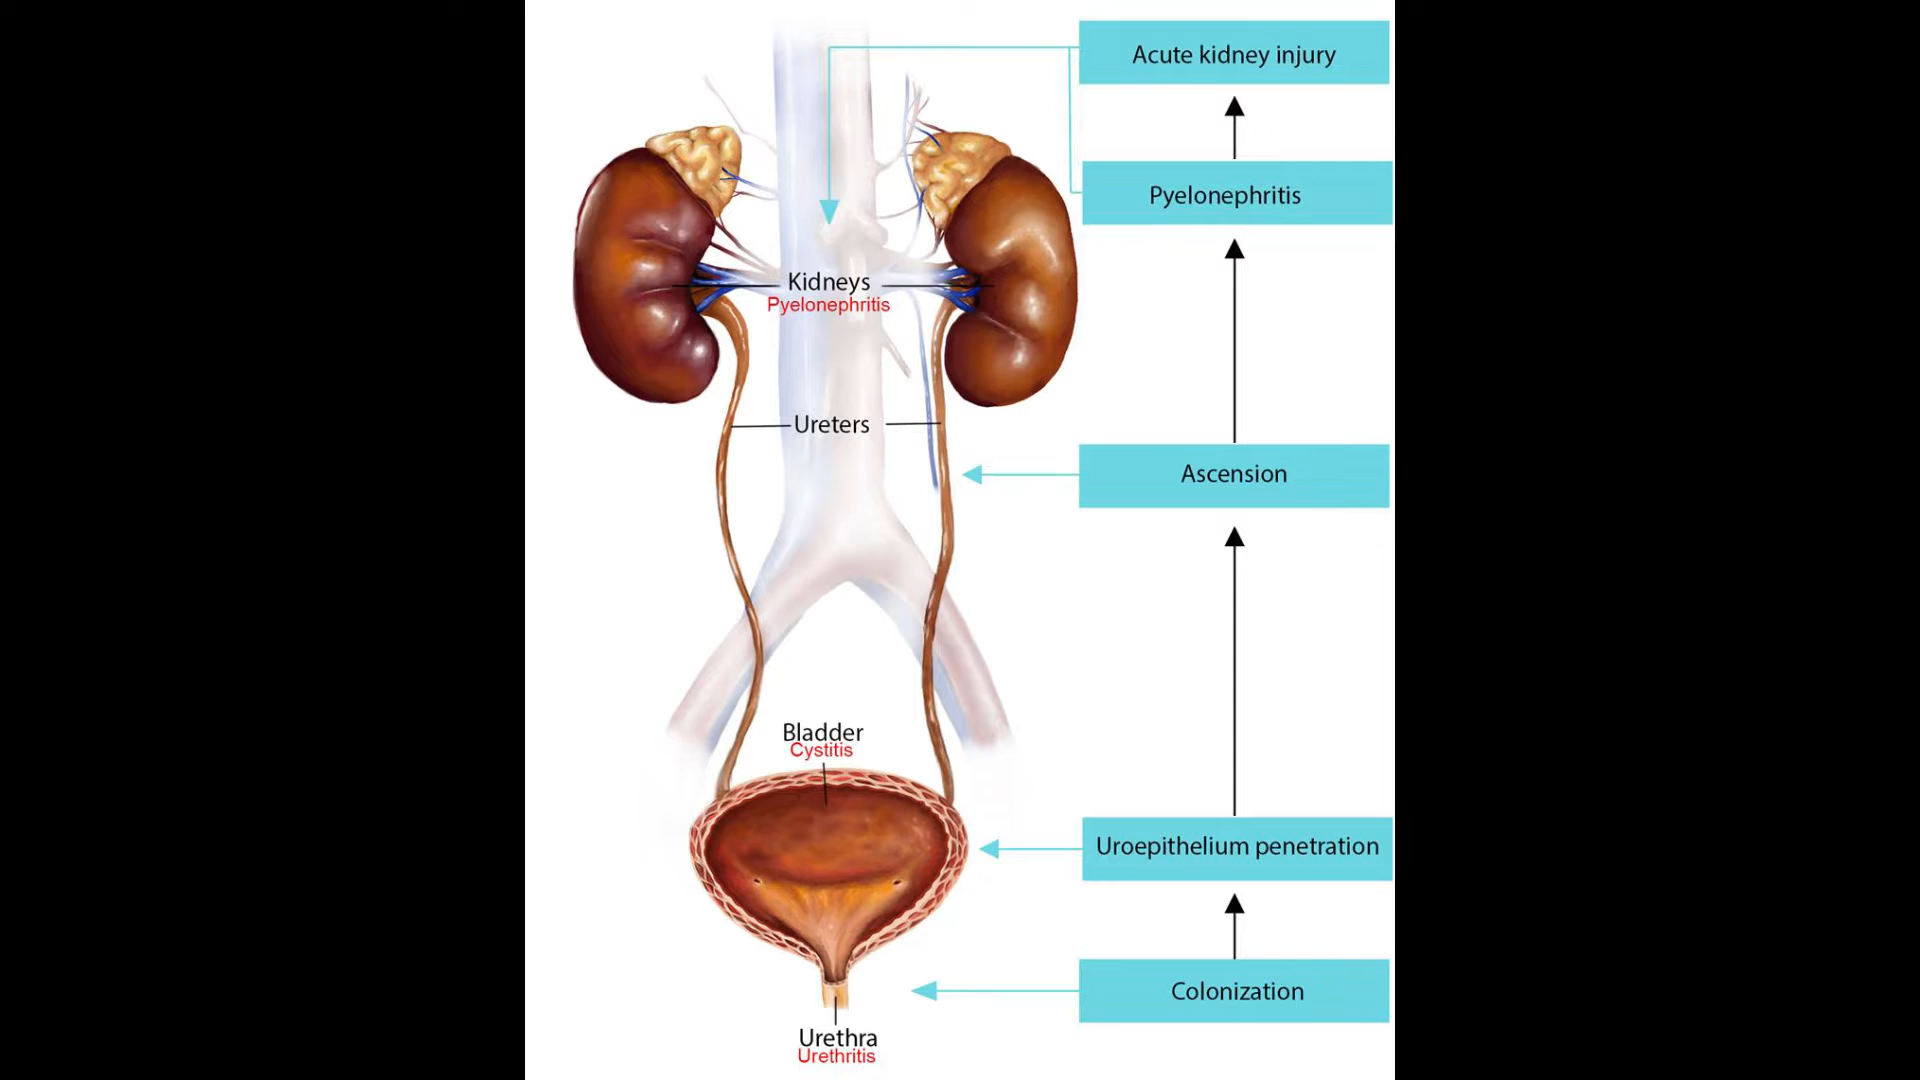 Acute kidney injury
Pyelonephritis
Kidneys
Pyelonephritis
Ureters
Ascension
Bladder
Cystitis
Uroepithelium penetration
Colonization
Urethra
Urethritis